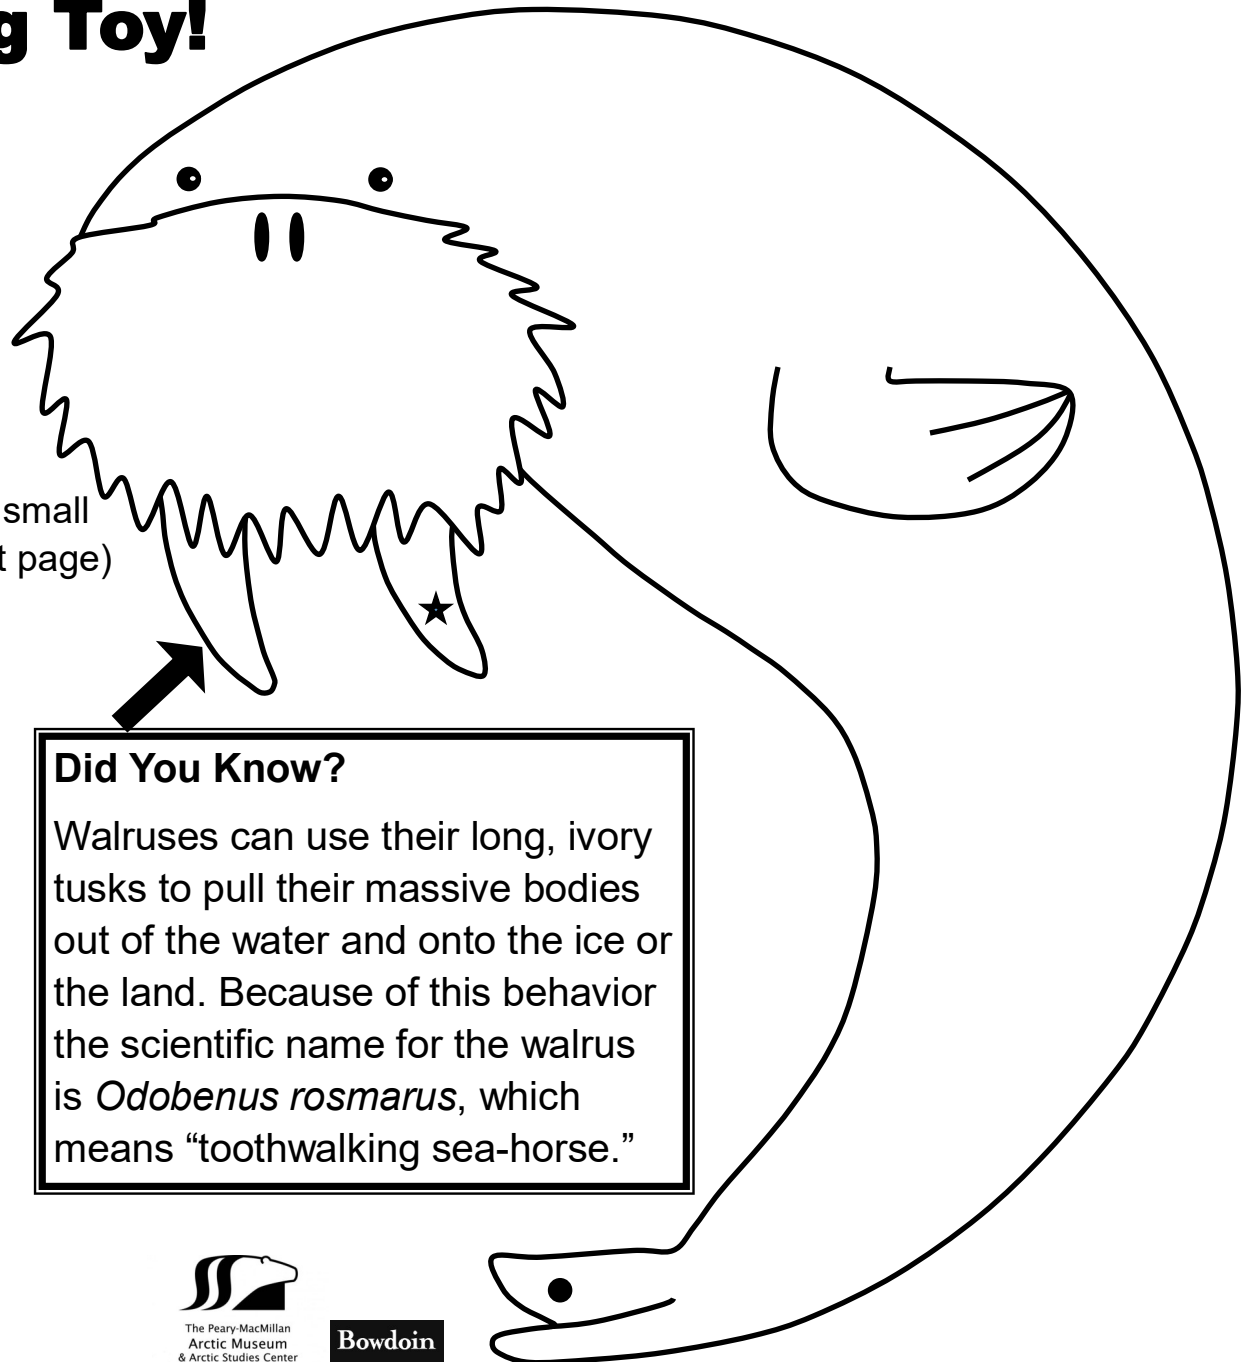 g Toy!
small
t page)
Did You Know?
Walruses can use their long, ivory
tusks to pull their massive bodies
out of the water and onto the ice or
the land. Because of this behavior
the scientific name for the walrus
is Odobenus rosmarus, which
means “toothwalking sea-horse.”
The Peary-MacMillan
Arctic Museum
& Arctic Studies Center
Bowdoin